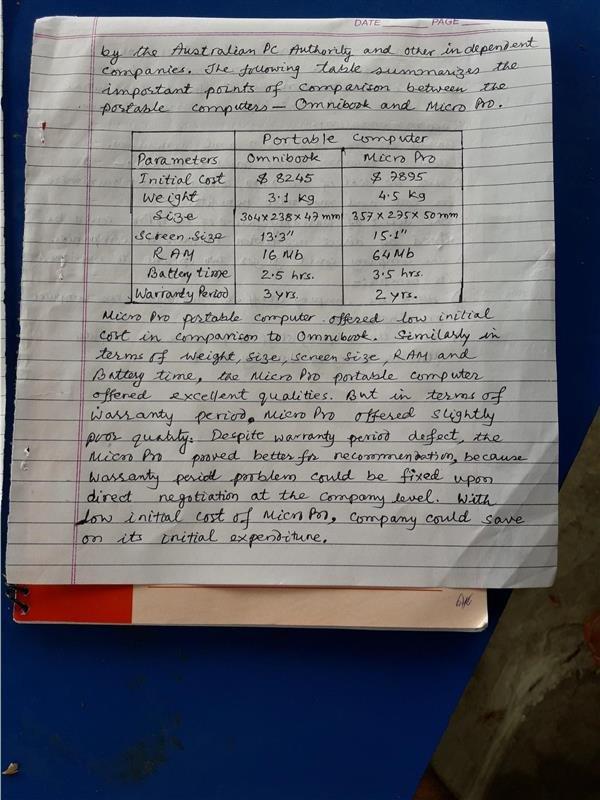 DATE PAGE
by the Australian PC Authority and other independent
companies. The following table summarizes the
important points of comparison between the
portable computers — Omnibook and Micro Pro.
Portable Computer
Parameters Omnibook Micro Pro
Initial Cost $ 8245 $ 7895
Weight 3.1 kg 4.5 kg
Size 304x238x47 mm 357x275x50mm
Screen Size 13.3" 15.1"
RAM 16 Mb 64 Mb
Battery time 2.5 hrs. 3.5 hrs.
Warranty Period 3 yrs. 2 yrs.
Micro Pro portable computer offered low initial
cost in comparison to Omnibook. Similarly in
terms of weight, size, screen size, RAM and
Battery time, the Micro Pro portable computer
offered excellent qualities. But in terms of
Warranty period, Micro Pro offered slightly
poor quality. Despite warranty period defect, the
Micro Pro proved better for recommendation, because
Warranty period problem could be fixed upon
direct negotiation at the company level. With
low initial cost of Micro Pro, company could save
on its initial expenditure.